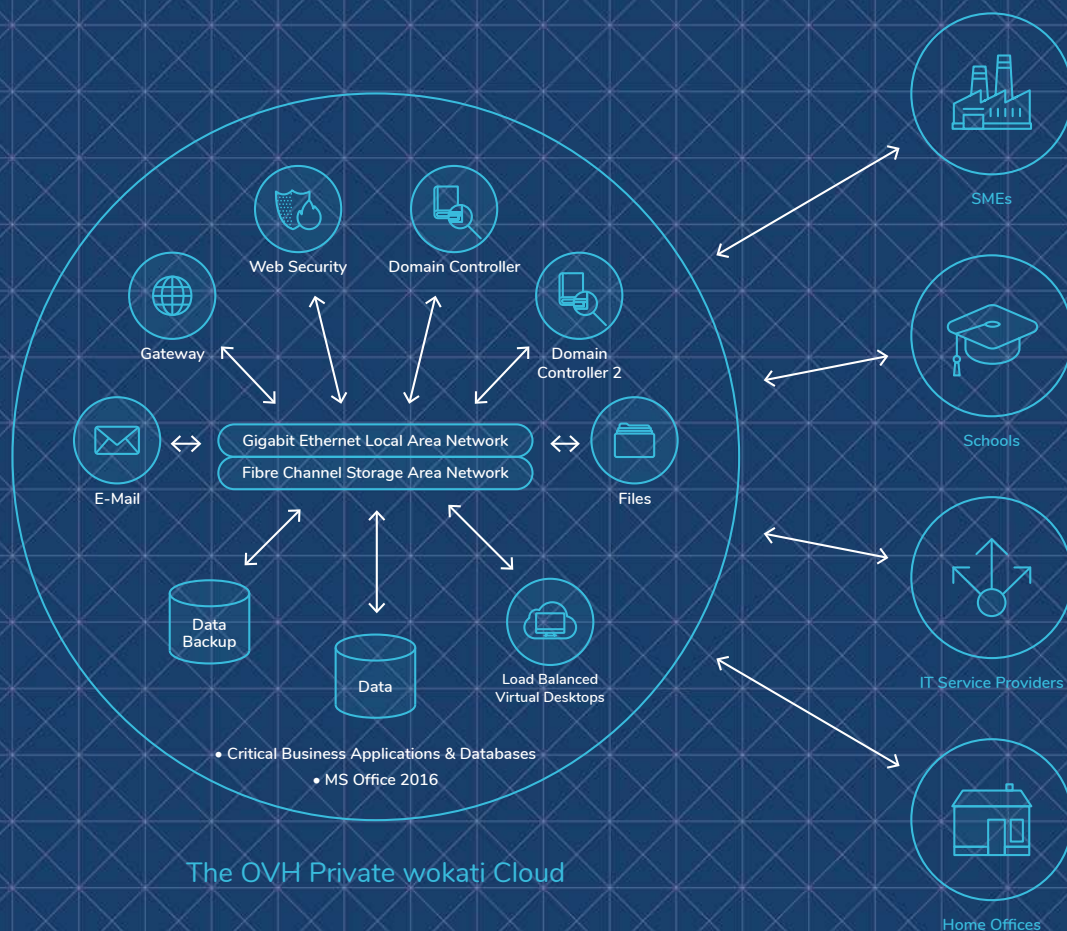 SMEs
Web Security
Domain Controller
Gateway
Domain
Controller 2
Gigabit Ethernet Local Area Network
Fibre Channel Storage Area Network
Schools
E-Mail
Files
Data
Backup
Data
Load Balanced
Virtual Desktops
IT Service Providers
• Critical Business Applications & Databases
• MS Office 2016
The OVH Private wokati Cloud
Home Offices